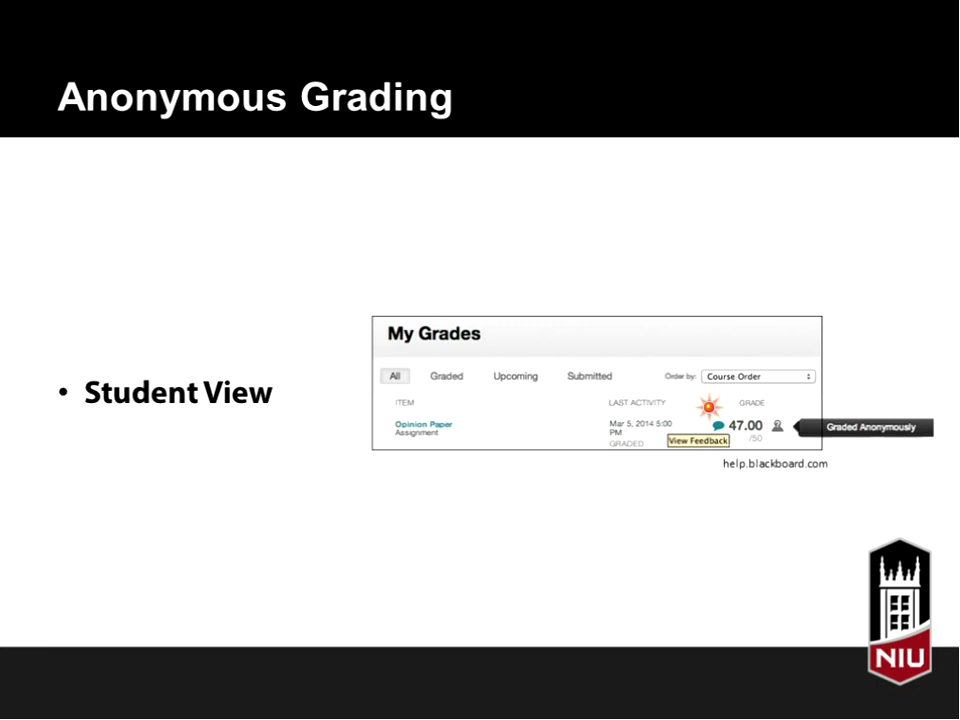 Anonymous Grading
• Student View
My Grades
All Graded Upcoming Submitted Order by: Course Order
ITEM LAST ACTIVITY GRADE
Opinion Paper Mar 5, 2014 5:00 47.00 Graded Anonymously
Assignment PM View Feedback /50
GRADED
help.blackboard.com
NIU